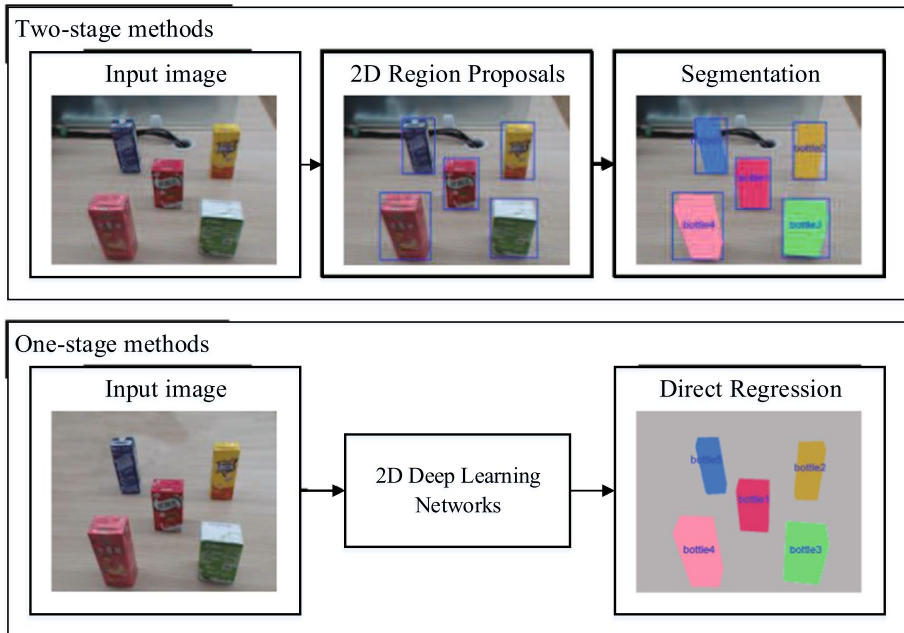 Two-stage methods
Input image
2D Region Proposals
Segmentation
bottle2
bottle4
bottle3
One-stage methods
Input image
Direct Regression
2D Deep Learning
Networks
bottle5
bottle2
bottle1
bottle4
bottle3